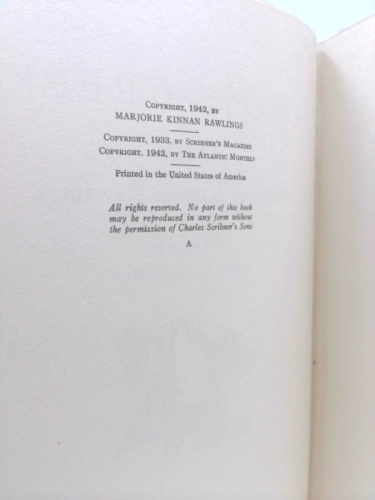 COPYRIGHT, 1942, BY
MARJORIE KINNAN RAWLINGS
COPYRIGHT, 1933, BY SCRIBNER'S MAGAZINE
COPYRIGHT, 1942, BY THE ATLANTIC MONTHLY
Printed in the United States of America
All rights reserved. No part of this book
may be reproduced in any form without
the permission of Charles Scribner's Sons
A